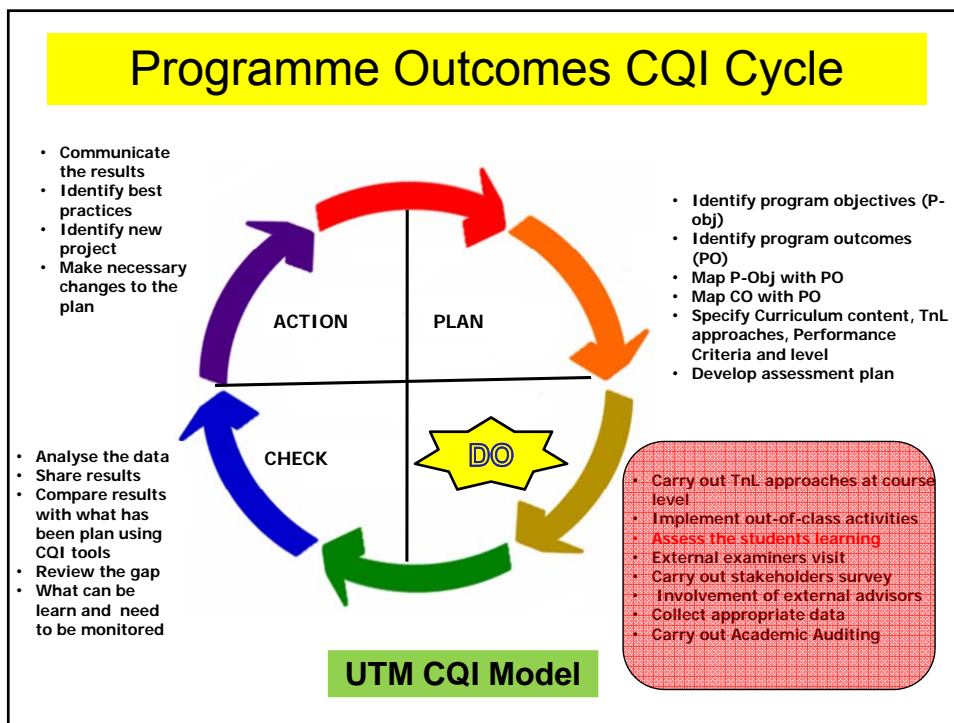 Programme Outcomes CQI Cycle
• Communicate
the results
• Identify best
practices
• Identify new
project
• Make necessary
changes to the
plan
ACTION
PLAN
• Identify program objectives (P-
obj)
• Identify program outcomes
(PO)
• Map P-Obj with PO
• Map CO with PO
• Specify Curriculum content, TnL
approaches, Performance
Criteria and level
• Develop assessment plan
• Analyse the data
• Share results
• Compare results
with what has
been plan using
CQI tools
• Review the gap
• What can be
learn and need
to be monitored
CHECK
DO
• Carry out TnL approaches at course
level
• Implement out-of-class activities
• Assess the students learning
• External examiners visit
• Carry out stakeholders survey
• Involvement of external advisors
• Collect appropriate data
• Carry out Academic Auditing
UTM CQI Model